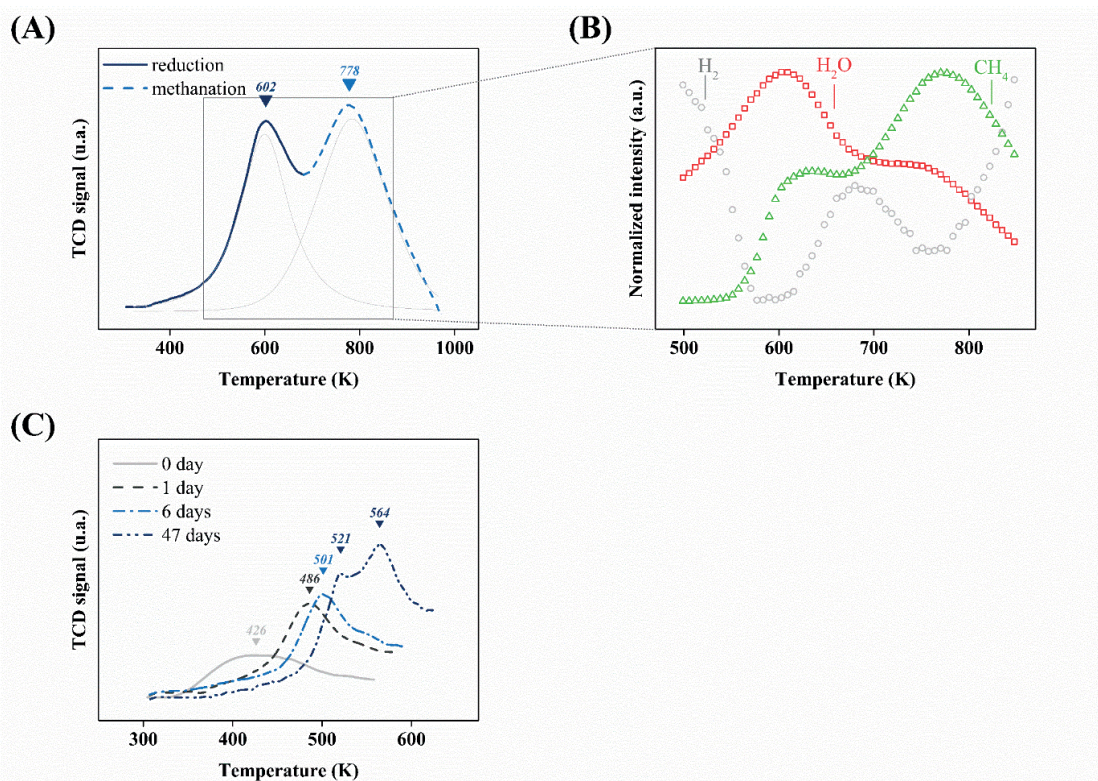 (A)
reduction
methanation
602
778
TCD signal (u.a.)
400
600
800
1000
Temperature (K)
(B)
H₂
H₂O
CH₄
Normalized intensity (a.u.)
500
600
700
800
Temperature (K)
(C)
0 day
1 day
6 days
47 days
426
486
501
521
564
TCD signal (u.a.)
300
400
500
600
Temperature (K)